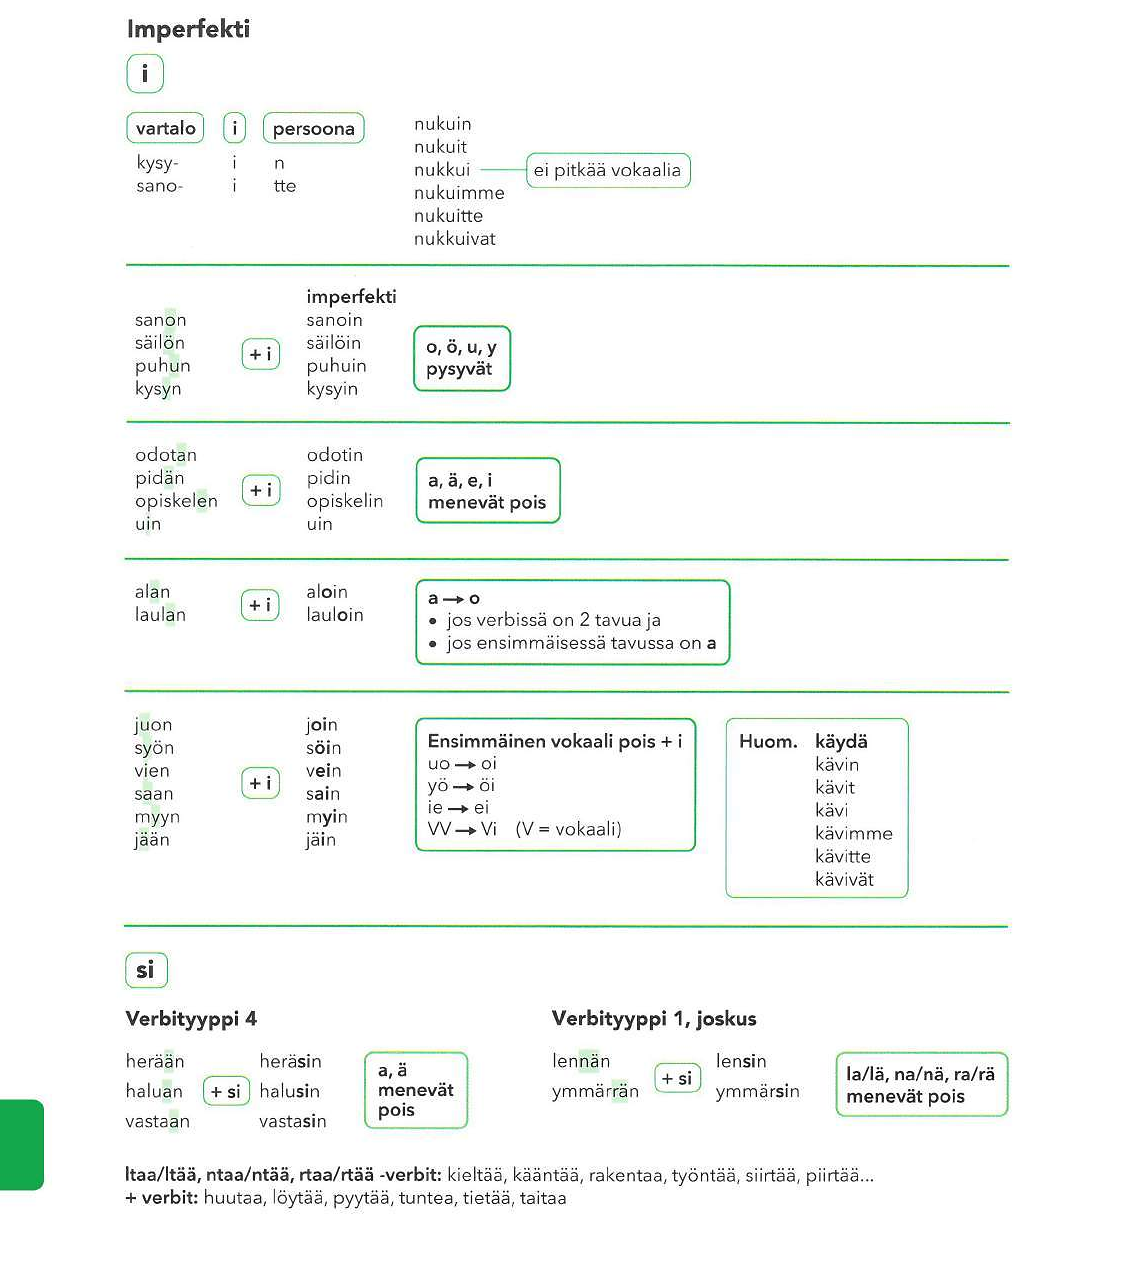 Imperfekti
i
vartalo i persoona
kysy- i n
sano- i tte
nukuin
nukuit
nukkui
nukuimme
nukuitte
nukkuivat
ei pitkää vokaalia
imperfekti
sanon
säilön
puhun
kysyn
+ i
sanoin
säilöin
puhuin
kysyin
o, ö, u, y
pysyvät
odotan
pidän
opiskelen
uin
+ i
odotin
pidin
opiskelin
uin
a, ä, e, i
menevät pois
alan
laulan
+ i
aloin
lauloin
a → o
• jos verbissä on 2 tavua ja
• jos ensimmäisessä tavussa on a
juon
syön
vien
saan
myyn
jään
+ i
join
söin
vein
sain
myin
jäin
Ensimmäinen vokaali pois + i
uo → oi
yö → öi
ie → ei
VV → Vi (V = vokaali)
Huom. käydä
kävin
kävit
kävi
kävimme
kävitte
kävivät
si
Verbityyppi 4
herään
haluan
vastaan
+ si
heräsin
halusin
vastasin
a, ä
menevät
pois
Verbityyppi 1, joskus
lennän
ymmärrän
+ si
lensin
ymmärsin
la/lä, na/nä, ra/rä
menevät pois
ltaa/ltää, ntaa/ntää, rtaa/rtää -verbit: kieltää, kääntää, rakentaa, työntää, siirtää, piirtää...
+ verbit: huutaa, löytää, pyytää, tuntea, tietää, taitaa